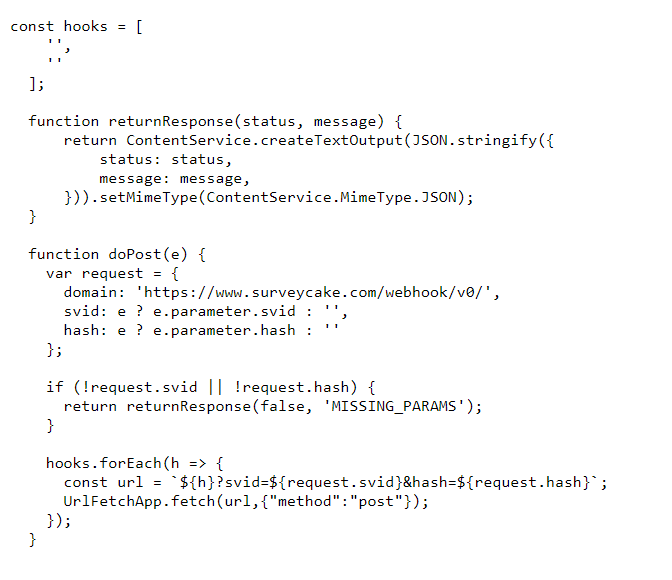 const hooks = [
    '',
    ''
  ];

  function returnResponse(status, message) {
      return ContentService.createTextOutput(JSON.stringify({
          status: status,
          message: message,
      })).setMimeType(ContentService.MimeType.JSON);
  }

  function doPost(e) {
    var request = {
      domain: 'https://www.surveycake.com/webhook/v0/',
      svid: e ? e.parameter.svid : '',
      hash: e ? e.parameter.hash : ''
    };

    if (!request.svid || !request.hash) {
      return returnResponse(false, 'MISSING_PARAMS');
    }

    hooks.forEach(h => {
      const url = `${h}?svid=${request.svid}&hash=${request.hash}`;
      UrlFetchApp.fetch(url,{"method":"post"});
    });
  }